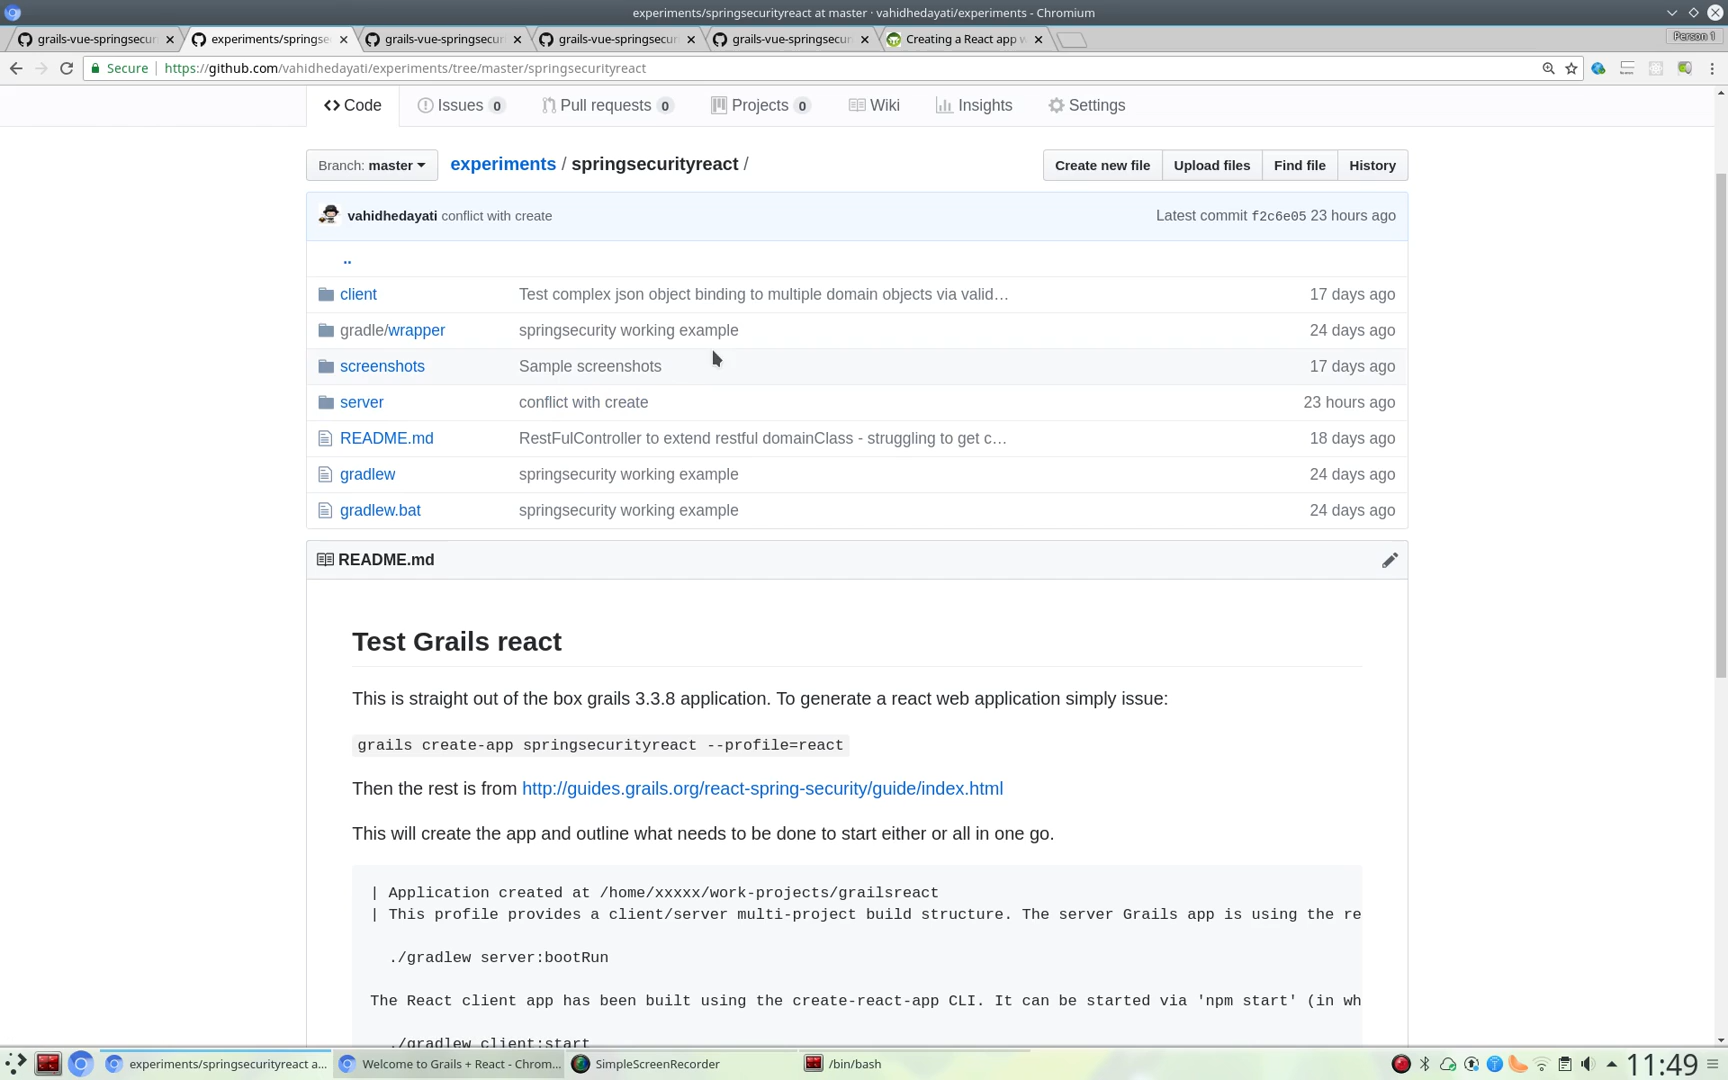 experiments/springsecurityreact at master · vahidhedayati/experiments - Chromium
grails-vue-springsecu
experiments/springse
grails-vue-springsecu
grails-vue-springsecu
grails-vue-springsecu
Creating a React app w
Person 1
Secure
https://github.com/vahidhedayati/experiments/tree/master/springsecurityreact
Code
Issues 0
Pull requests 0
Projects 0
Wiki
Insights
Settings
Branch: master
experiments / springsecurityreact /
Create new file
Upload files
Find file
History
vahidhedayati conflict with create
Latest commit f2c6e05 23 hours ago
..
client Test complex json object binding to multiple domain objects via valid… 17 days ago
gradle/wrapper springsecurity working example 24 days ago
screenshots Sample screenshots 17 days ago
server conflict with create 23 hours ago
README.md RestFulController to extend restful domainClass - struggling to get c… 18 days ago
gradlew springsecurity working example 24 days ago
gradlew.bat springsecurity working example 24 days ago
README.md
Test Grails react
This is straight out of the box grails 3.3.8 application. To generate a react web application simply issue:
grails create-app springsecurityreact --profile=react
Then the rest is from http://guides.grails.org/react-spring-security/guide/index.html
This will create the app and outline what needs to be done to start either or all in one go.
| Application created at /home/xxxxx/work-projects/grailsreact
| This profile provides a client/server multi-project build structure. The server Grails app is using the re
./gradlew server:bootRun
The React client app has been built using the create-react-app CLI. It can be started via 'npm start' (in wh
./gradlew client:start
experiments/springsecurityreact a...
Welcome to Grails + React - Chrom...
SimpleScreenRecorder
/bin/bash
11:49